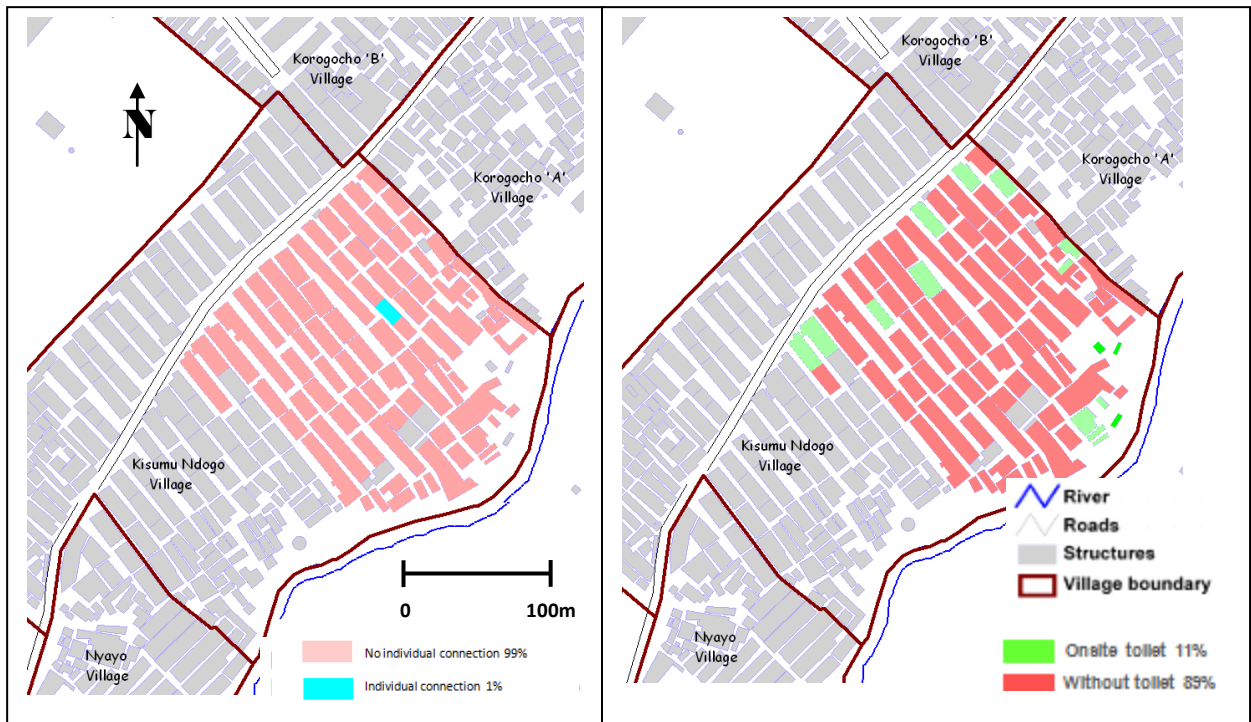 Korogocho 'B'
Village
N
Korogocho 'A'
Village
Kisumu Ndogo
Village
Nyayo
Village
0 100m
No individual connection 99%
Individual connection 1%
Korogocho 'B'
Village
Korogocho 'A'
Village
Kisumu Ndogo
Village
Nyayo
Village
River
Roads
Structures
Village boundary
Onsite toilet 11%
Without toilet 89%